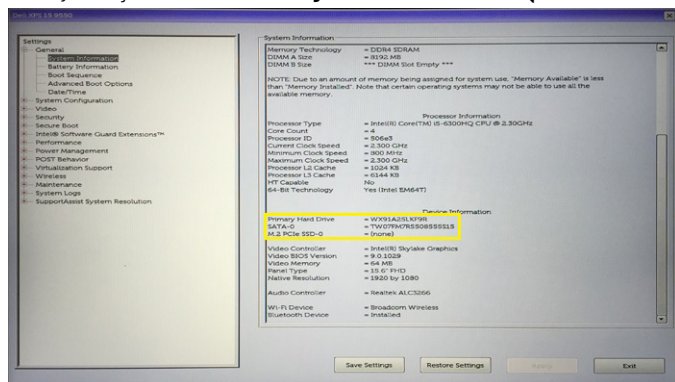 Dell XPS 15 9550
Settings
General
System Information
Battery Information
Boot Sequence
Advanced Boot Options
Date/Time
System Configuration
Video
Security
Secure Boot
Intel® Software Guard Extensions™
Performance
Power Management
POST Behavior
Virtualization Support
Wireless
Maintenance
System Logs
SupportAssist System Resolution
System Information
Memory Technology = DDR4 SDRAM
DIMM A Size = 8192 MB
DIMM B Size *** DIMM Slot Empty ***
NOTE: Due to an amount of memory being assigned for system use, "Memory Available" is less
than "Memory Installed". Note that certain operating systems may not be able to use all the
available memory.
Processor Information
Processor Type = Intel(R) Core(TM) i5-6300HQ CPU @ 2.30GHz
Core Count = 4
Processor ID = 506e3
Current Clock Speed = 2.300 GHz
Minimum Clock Speed = 800 MHz
Maximum Clock Speed = 2.300 GHz
Processor L2 Cache = 1024 KB
Processor L3 Cache = 6144 KB
HT Capable No
64-Bit Technology Yes (Intel EM64T)
Device Information
Primary Hard Drive
SATA-0
M.2 PCIe SSD-0 = (none)
Video Controller = Intel(R) Skylake Graphics
Video BIOS Version = 9.0.1029
Video Memory = 64 MB
Panel Type = 15.6" FHD
Native Resolution = 1920 by 1080
Audio Controller = Realtek ALC3266
Wi-Fi Device = Broadcom Wireless
Bluetooth Device = Installed
Save Settings
Restore Settings
Apply
Exit